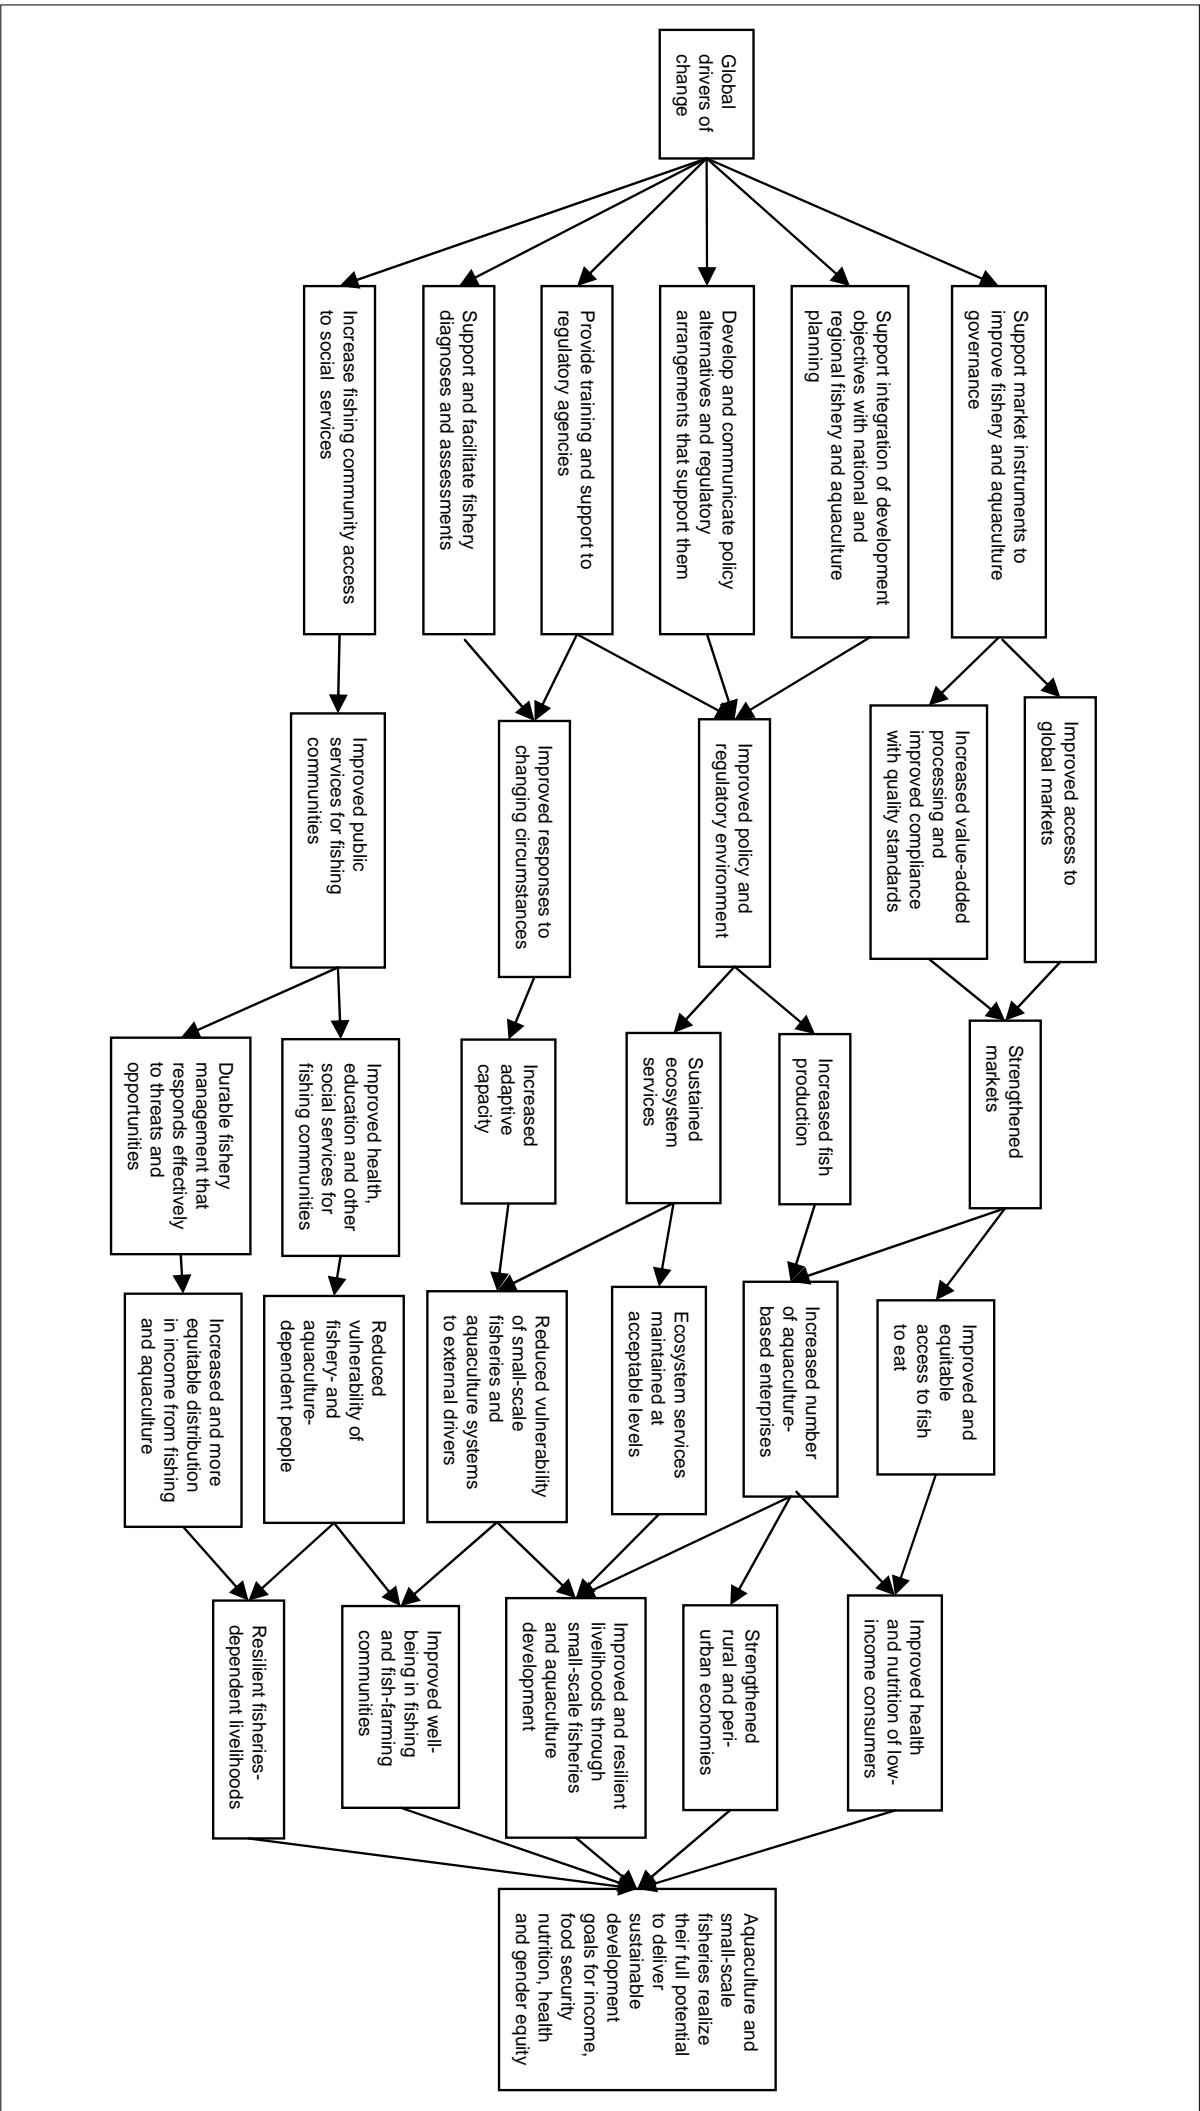 Global
drivers of
change
Support market instruments to
improve fishery and aquaculture
governance
Support integration of development
objectives with national and
regional fishery and aquaculture
planning
Develop and communicate policy
alternatives and regulatory
arrangements that support them
Provide training and support to
regulatory agencies
Support and facilitate fishery
diagnoses and assessments
Increase fishing community access
to social services
Improved access to
global markets
Increased value-added
processing and
improved compliance
with quality standards
Improved policy and
regulatory environment
Improved responses to
changing circumstances
Improved public
services for fishing
communities
Strengthened
markets
Increased fish
production
Sustained
ecosystem
services
Increased
adaptive
capacity
Improved health,
education and other
social services for
fishing communities
Durable fishery
management that
responds effectively
to threats and
opportunities
Improved and
equitable
access to fish
to eat
Increased number
of aquaculture-
based enterprises
Ecosystem services
maintained at
acceptable levels
Reduced vulnerability
of small-scale
fisheries and
aquaculture systems
to external drivers
Reduced
vulnerability of
fishery- and
aquaculture-
dependent people
Increased and more
equitable distribution
in income from fishing
and aquaculture
Improved health
and nutrition of low-
income consumers
Strengthened
rural and peri-
urban economies
Improved and resilient
livelihoods through
small-scale fisheries
and aquaculture
development
Improved well-
being in fishing
and fish-farming
communities
Resilient fisheries-
dependent livelihoods
Aquaculture and
small-scale
fisheries realize
their full potential
to deliver
sustainable
development
goals for income,
food security
nutrition, health
and gender equity